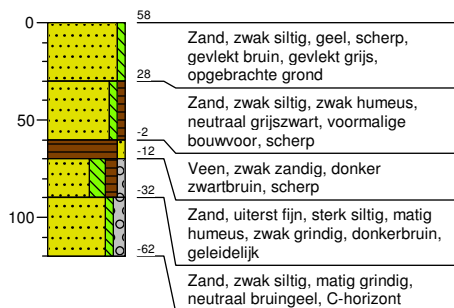 0
58
Zand, zwak siltig, geel, scherp,
gevlekt bruin, gevlekt grijs,
opgebrachte grond
28
Zand, zwak siltig, zwak humeus,
neutraal grijszwart, voormalige
bouwvoor, scherp
50
-2
-12
Veen, zwak zandig, donker
zwartbruin, scherp
-32
Zand, uiterst fijn, sterk siltig, matig
humeus, zwak grindig, donkerbruin,
geleidelijk
100
-62
Zand, zwak siltig, matig grindig,
neutraal bruingeel, C-horizont